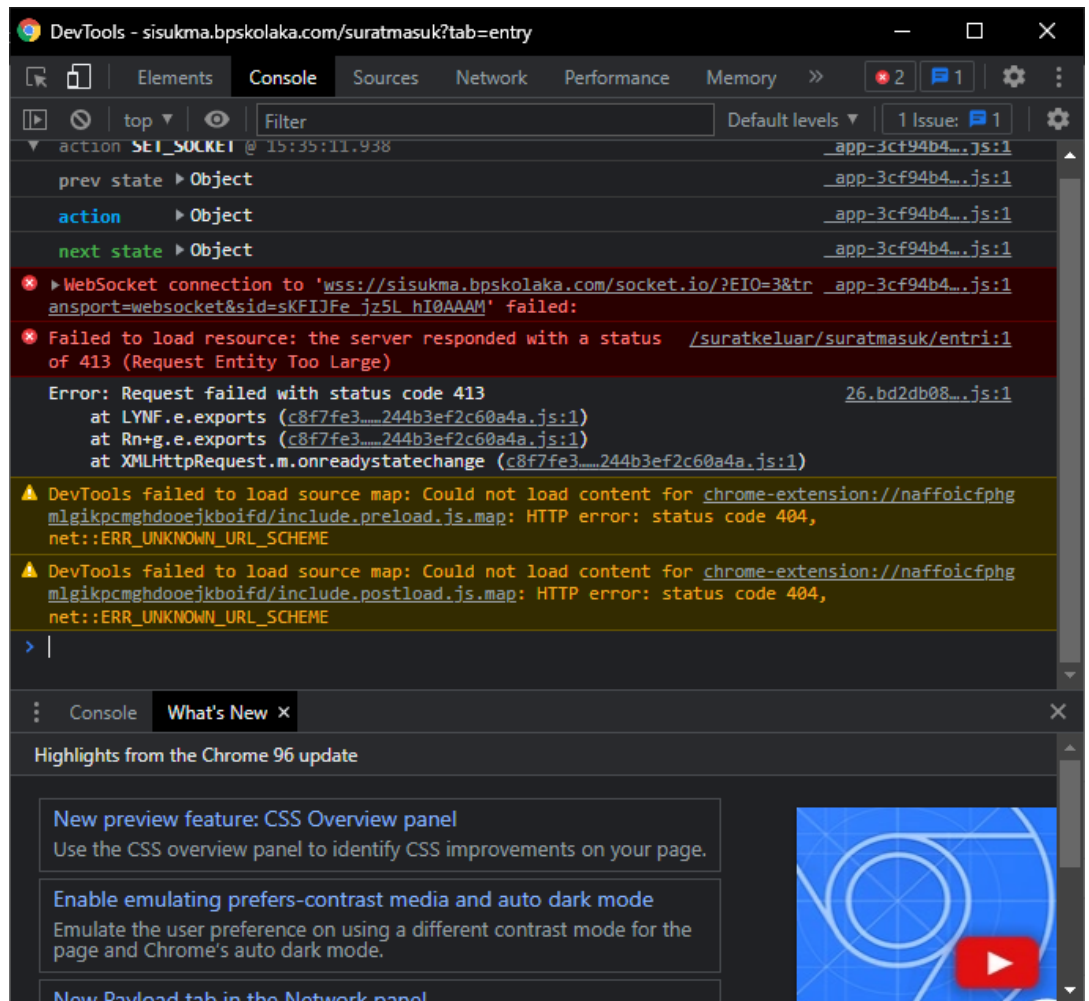 DevTools - sisukma.bpskolaka.com/suratmasuk?tab=entry
Elements Console Sources Network Performance Memory » 2 1
top ▼ Filter Default levels ▼ 1 Issue: 1
▼ action SET_SOCKET @ 15:35:11.938 _app-3cf94b4….js:1
prev state ▶ Object _app-3cf94b4….js:1
action ▶ Object _app-3cf94b4….js:1
next state ▶ Object _app-3cf94b4….js:1
▶ WebSocket connection to 'wss://sisukma.bpskolaka.com/socket.io/?EIO=3&tr _app-3cf94b4….js:1
ansport=websocket&sid=sKFIJFe_jz5L_hI0AAAM' failed:
Failed to load resource: the server responded with a status /suratkeluar/suratmasuk/entri:1
of 413 (Request Entity Too Large)
Error: Request failed with status code 413 26.bd2db08….js:1
at LYNF.e.exports (c8f7fe3……244b3ef2c60a4a.js:1)
at Rn+g.e.exports (c8f7fe3……244b3ef2c60a4a.js:1)
at XMLHttpRequest.m.onreadystatechange (c8f7fe3……244b3ef2c60a4a.js:1)
DevTools failed to load source map: Could not load content for chrome-extension://naffoicfphg
mlgikpcmghdooejkboifd/include.preload.js.map: HTTP error: status code 404,
net::ERR_UNKNOWN_URL_SCHEME
DevTools failed to load source map: Could not load content for chrome-extension://naffoicfphg
mlgikpcmghdooejkboifd/include.postload.js.map: HTTP error: status code 404,
net::ERR_UNKNOWN_URL_SCHEME
Console What's New ×
Highlights from the Chrome 96 update
New preview feature: CSS Overview panel
Use the CSS overview panel to identify CSS improvements on your page.
Enable emulating prefers-contrast media and auto dark mode
Emulate the user preference on using a different contrast mode for the
page and Chrome's auto dark mode.
New Payload tab in the Network panel